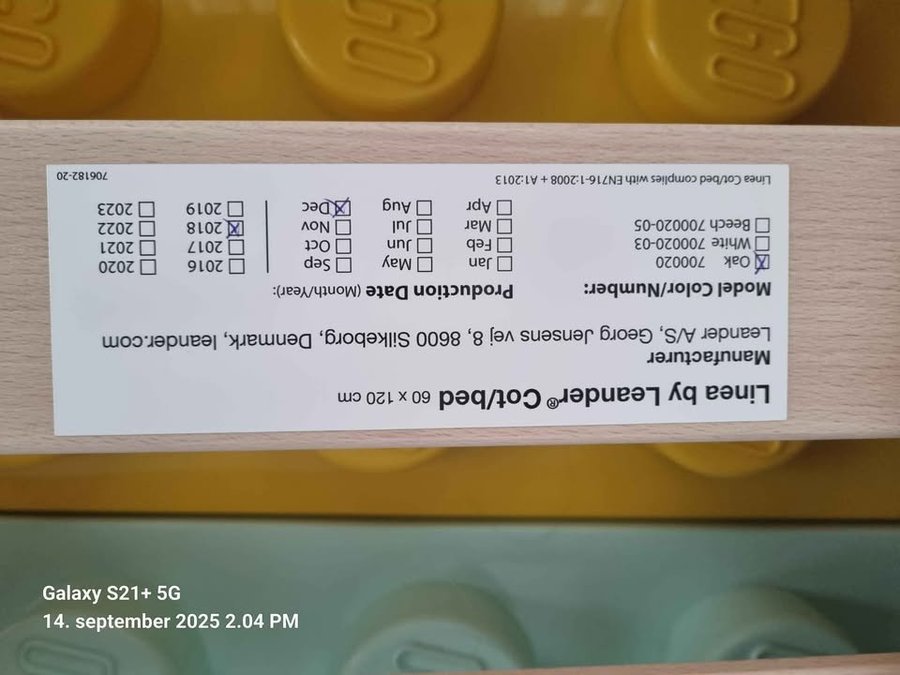 Linea by Leander® Cot/bed 60 x 120 cm
Manufacturer
Leander A/S, Georg Jensens vej 8, 8600 Silkeborg, Denmark, leander.com
Model Color/Number: Production Date (Month/Year):
☒ Oak 700020 ☐ Jan ☐ May ☐ Sep ☐ 2016 ☐ 2020
☐ White 700020-03 ☐ Feb ☐ Jun ☐ Oct ☐ 2017 ☐ 2021
☐ Beech 700020-05 ☐ Mar ☐ Jul ☐ Nov ☒ 2018 ☐ 2022
☐ Apr ☐ Aug ☒ Dec ☐ 2019 ☐ 2023
Linea Cot/bed complies with EN716-1:2008 + A1:2013 706182-20
Galaxy S21+ 5G
14. september 2025 2.04 PM